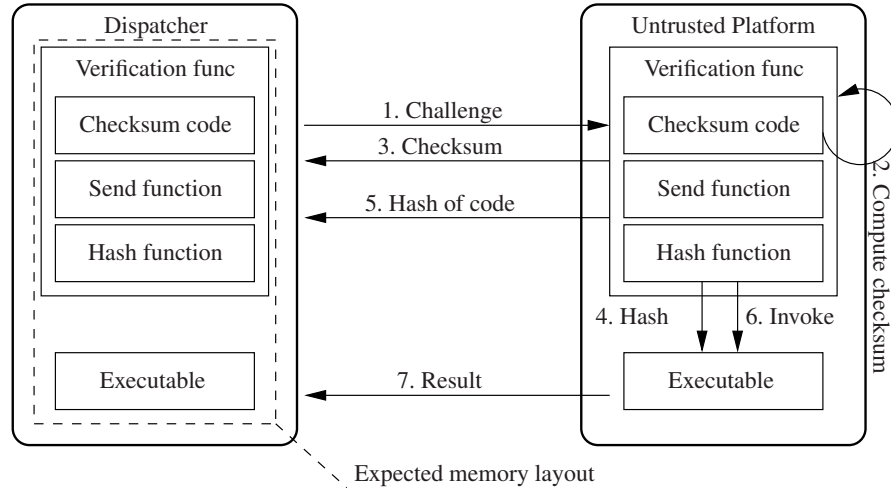 Dispatcher
Untrusted Platform
Verification func
Verification func
Checksum code
1. Challenge
Checksum code
3. Checksum
2. Compute checksum
Send function
5. Hash of code
Send function
Hash function
Hash function
4. Hash
6. Invoke
Executable
7. Result
Executable
Expected memory layout